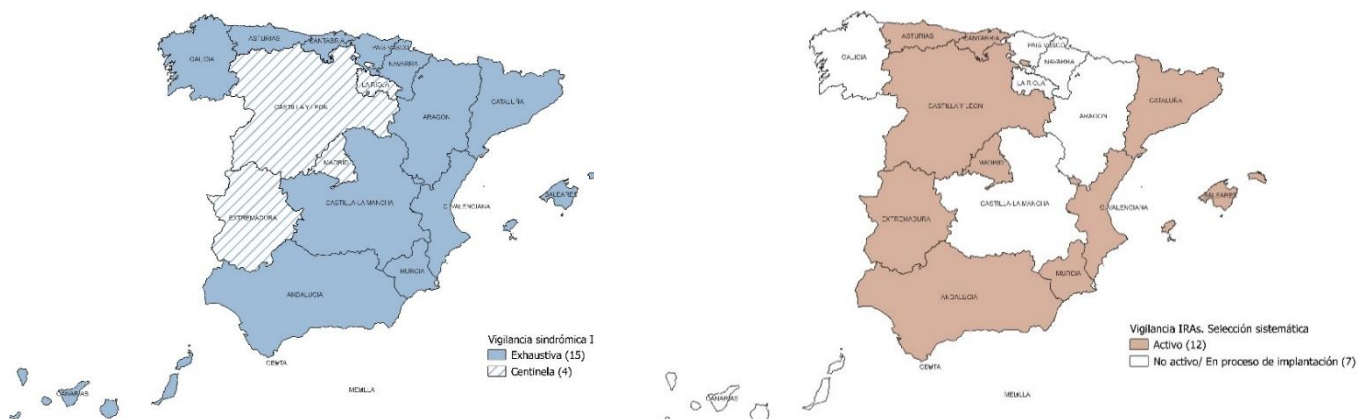 ASTURIAS
CANTABRIA
PAIS VASCO
GALICIA
NAVARRA
LA RIOJA
CASTILLA Y LEON
CATALUÑA
ARAGON
MADRID
CASTILLA-LA MANCHA
BALEARES
EXTREMADURA
C. VALENCIANA
MURCIA
ANDALUCIA
Vigilancia sindrómica I
Exhaustiva (15)
Centinela (4)
CEUTA
MELILLA
CANARIAS
ASTURIAS
CANTABRIA
PAIS VASCO
GALICIA
NAVARRA
LA RIOJA
CASTILLA Y LEON
CATALUÑA
ARAGON
MADRID
CASTILLA-LA MANCHA
BALEARES
EXTREMADURA
C. VALENCIANA
MURCIA
ANDALUCIA
Vigilancia IRAs. Selección sistemática
Activo (12)
No activo/ En proceso de implantación (7)
CEUTA
MELILLA
CANARIAS